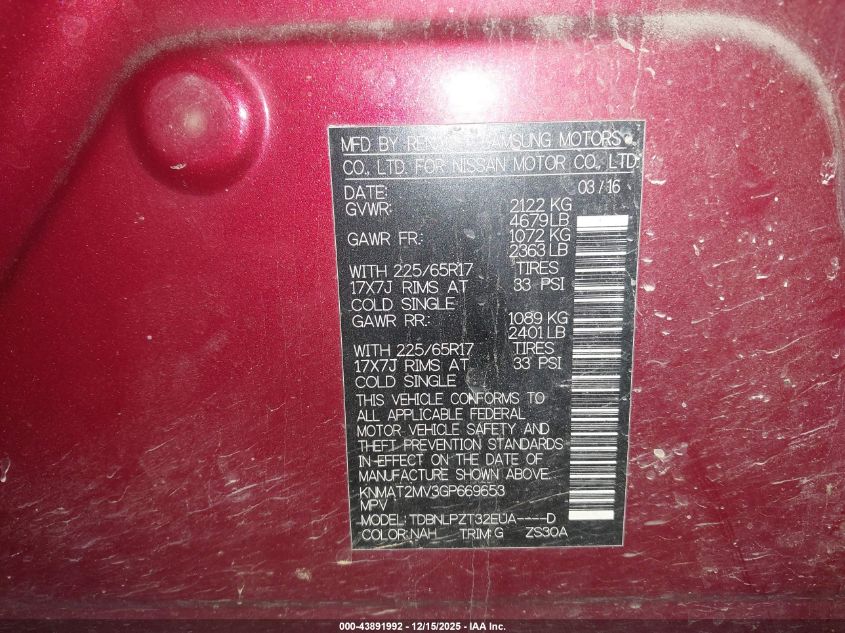 MFD BY SAMSUNG MOTORS
CO., LTD. FOR NISSAN MOTOR CO., LTD.
DATE: 03 / 16
GVWR: 2122 KG
4679 LB
GAWR FR: 1072 KG
2363 LB
WITH 225/65R17 TIRES
17X7J RIMS AT 33 PSI
COLD SINGLE
GAWR RR: 1089 KG
2401 LB
WITH 225/65R17 TIRES
17X7J RIMS AT 33 PSI
COLD SINGLE
THIS VEHICLE CONFORMS TO
ALL APPLICABLE FEDERAL
MOTOR VEHICLE SAFETY AND
THEFT PREVENTION STANDARDS
IN EFFECT ON THE DATE OF
MANUFACTURE SHOWN ABOVE.
KNMAT2MV3GP669653
MPV
MODEL: TDBNLPZT32EUA----D
COLOR: NAH TRIM: G ZS30A
000-43891992 - 12/15/2025 - IAA Inc.